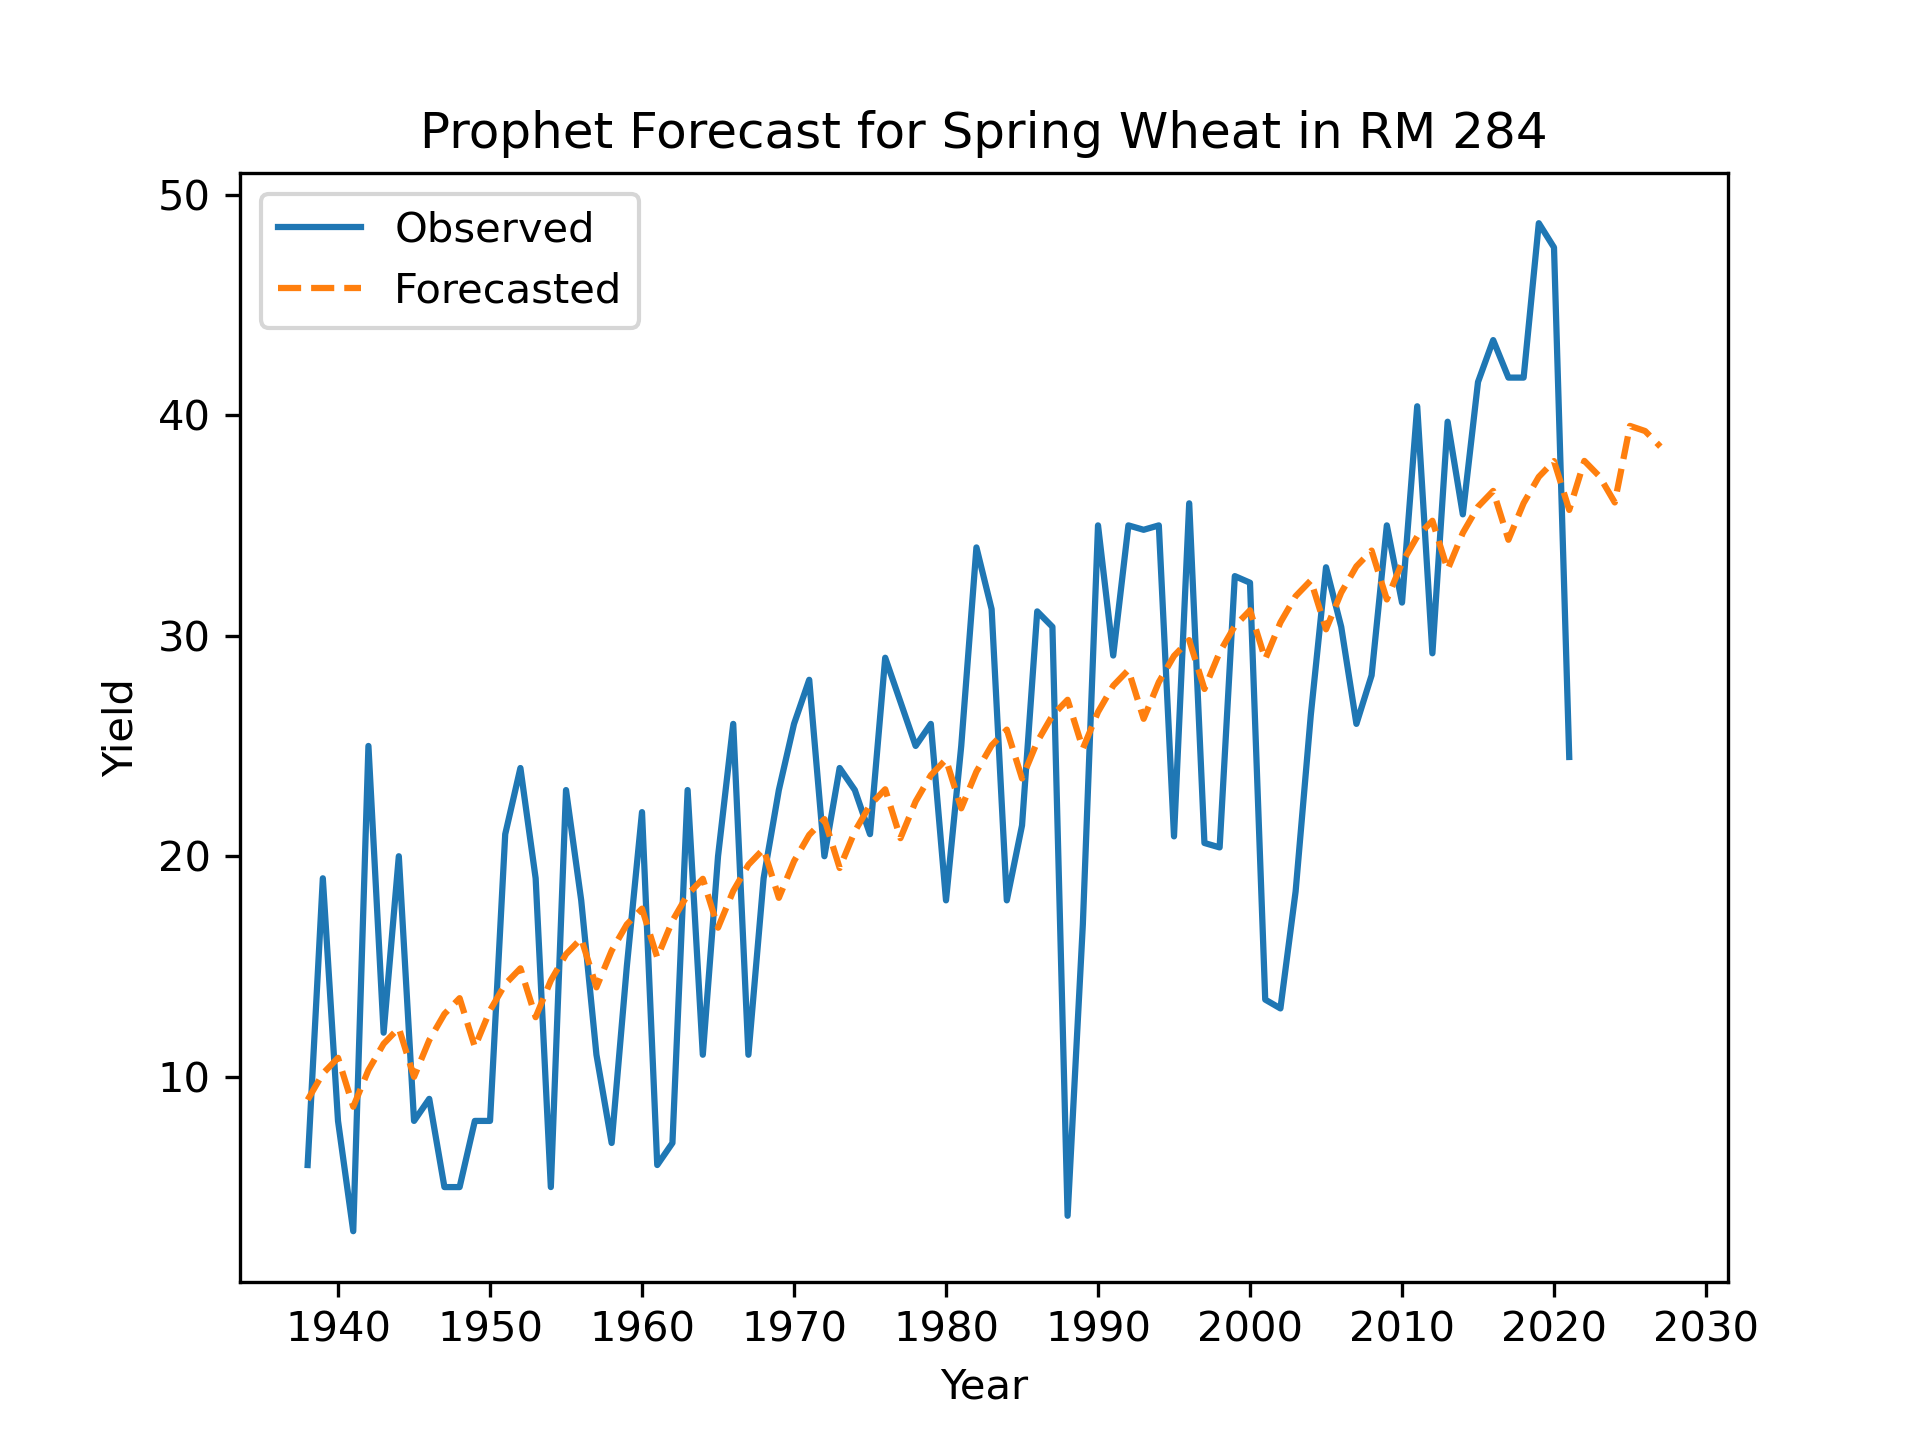 Prophet Forecast for Spring Wheat in RM 284
Observed
Forecasted
50
40
30
20
10
Yield
1940 1950 1960 1970 1980 1990 2000 2010 2020 2030
Year